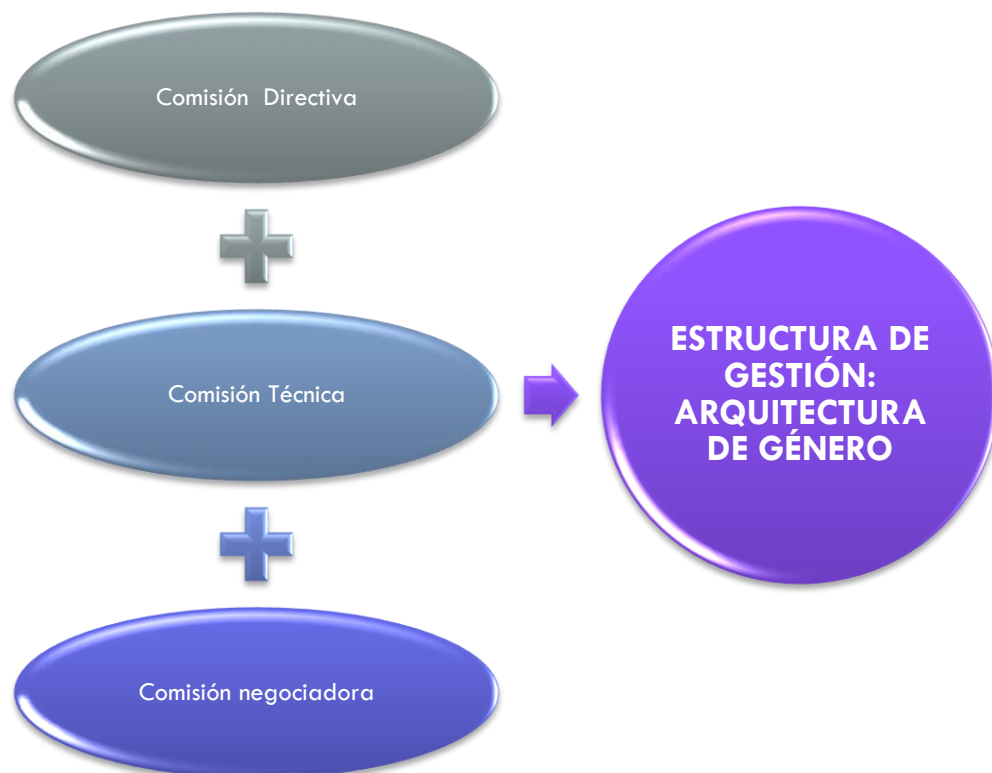 Comisión Directiva
Comisión Técnica
Comisión negociadora
ESTRUCTURA DE
GESTIÓN:
ARQUITECTURA
DE GÉNERO